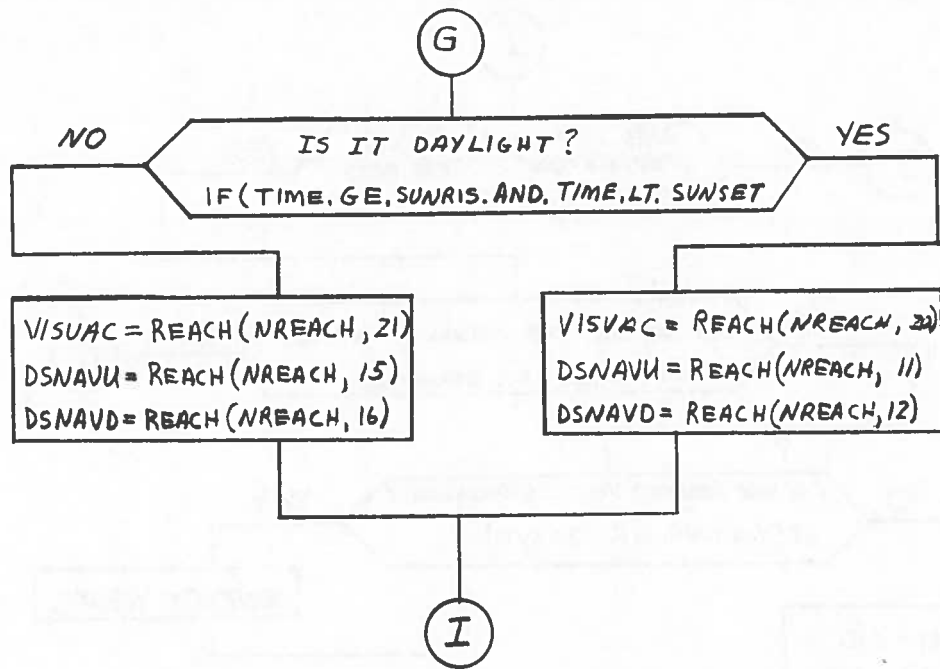 G
NO
IS IT DAYLIGHT?
YES
IF(TIME.GE.SUNRIS.AND.TIME.LT.SUNSET
VISUAC = REACH(NREACH, 21)
DSNAVU = REACH(NREACH, 15)
DSNAVD = REACH(NREACH, 16)
VISUAC = REACH(NREACH,
DSNAVU = REACH(NREACH, 11)
DSNAVD = REACH(NREACH, 12)
I